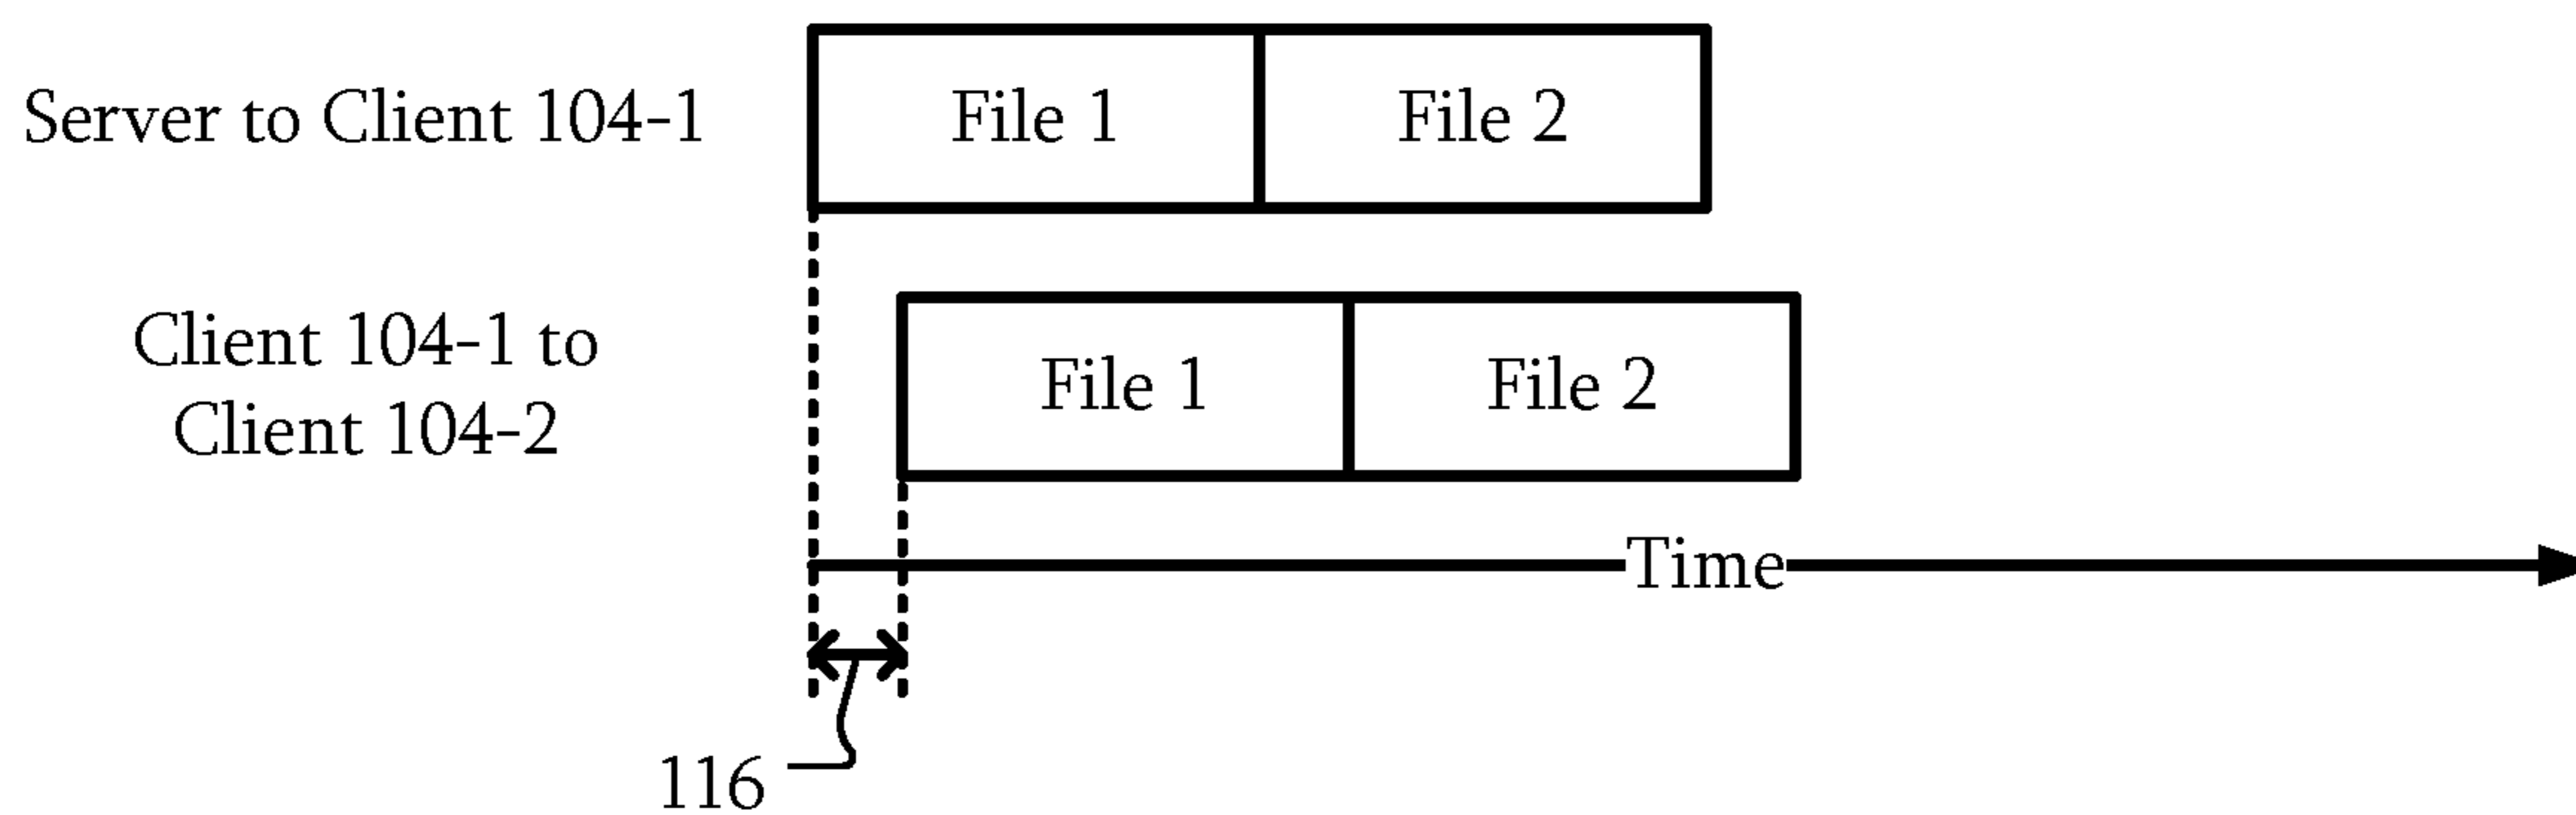 Server to Client 104-1
File 1
File 2
Client 104-1 to
Client 104-2
File 1
File 2
Time
116